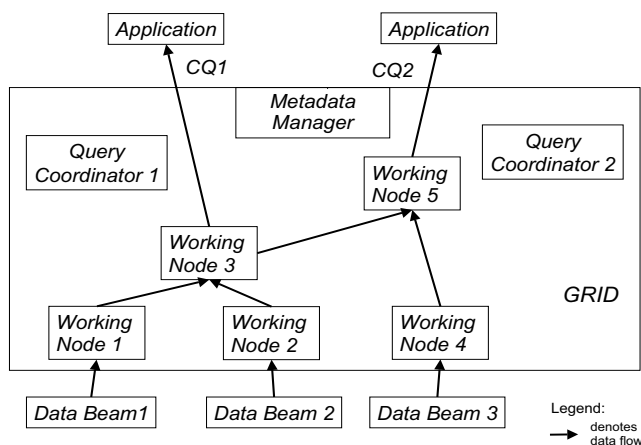 Application
Application
CQ1
CQ2
Metadata
Manager
Query
Coordinator 1
Query
Coordinator 2
Working
Node 5
Working
Node 3
GRID
Working
Node 1
Working
Node 2
Working
Node 4
Data Beam1
Data Beam 2
Data Beam 3
Legend:
denotes
data flow